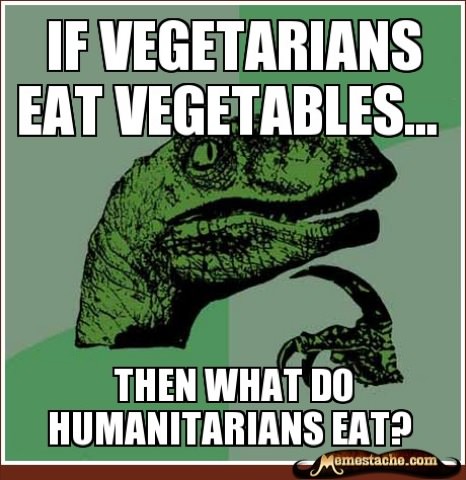 IF VEGETARIANS
EAT VEGETABLES...
THEN WHAT DO
HUMANITARIANS EAT?
Memestache.com